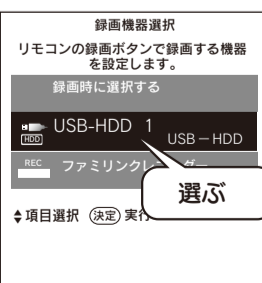 録画機器選択
リモコンの録画ボタンで録画する機器
を設定します。
録画時に選択する
HDD USB-HDD 1
USB－HDD
REC ファミリンクレ ダー
選ぶ
項目選択 決定 実行